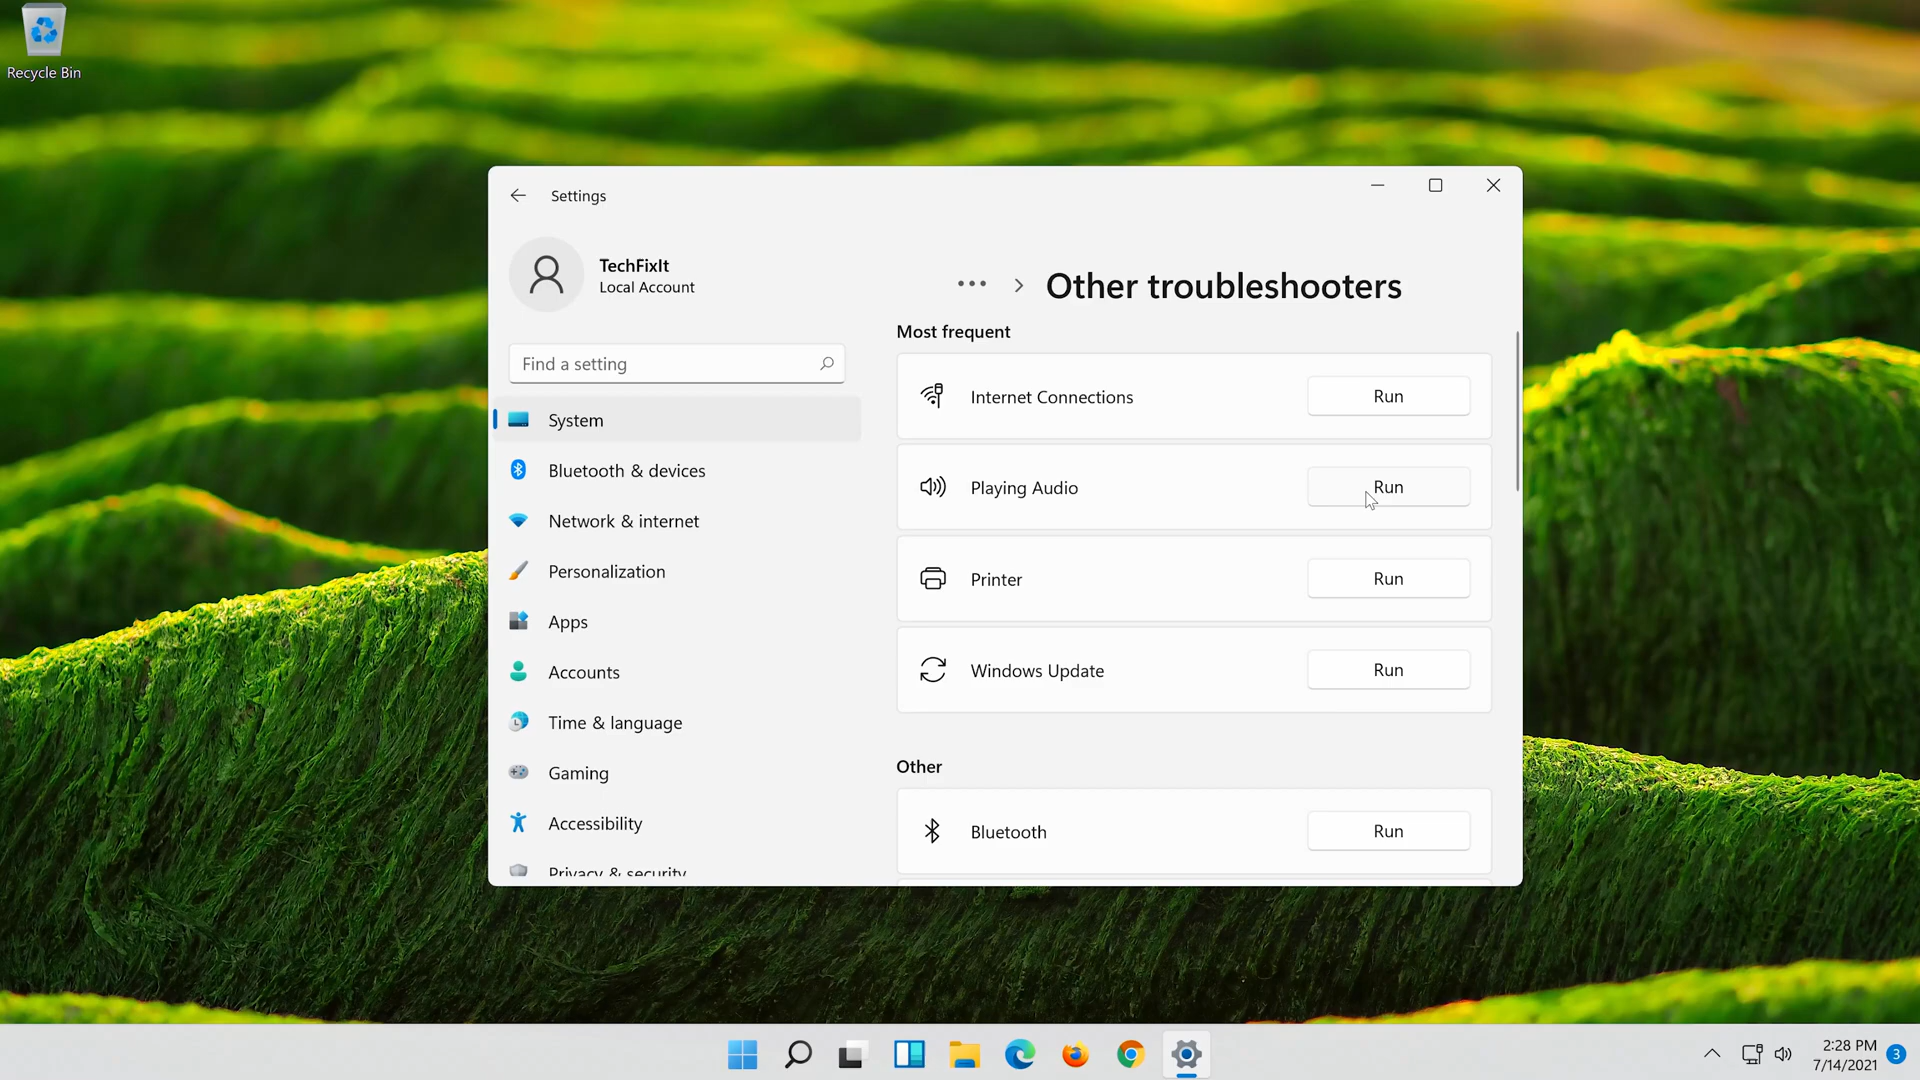 Recycle Bin
Settings
TechFixIt
Local Account
Find a setting
System
Bluetooth & devices
Network & internet
Personalization
Apps
Accounts
Time & language
Gaming
Accessibility
Privacy & security
Other troubleshooters
Most frequent
Internet Connections Run
Playing Audio Run
Printer Run
Windows Update Run
Other
Bluetooth Run
2:28 PM
7/14/2021
3